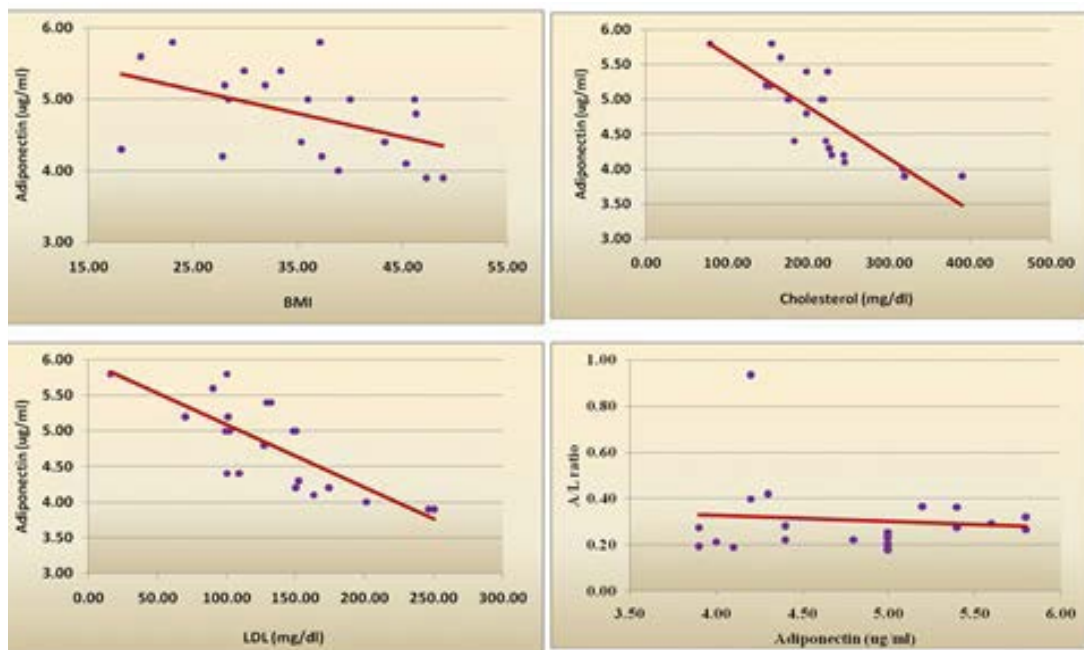 Adiponectin (ug/ml)
6.00
5.00
4.00
3.00
15.00 25.00 35.00 45.00 55.00
BMI
Adiponectin (ug/ml)
6.00
5.50
5.00
4.50
4.00
3.50
3.00
0.00 100.00 200.00 300.00 400.00 500.00
Cholesterol (mg/dl)
Adiponectin (ug/ml)
6.00
5.50
5.00
4.50
4.00
3.50
3.00
0.00 50.00 100.00 150.00 200.00 250.00 300.00
LDL (mg/dl)
A/L ratio
1.00
0.80
0.60
0.40
0.20
0.00
3.50 4.00 4.50 5.00 5.50 6.00
Adiponectin (ug/ml)